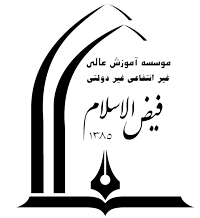 موسسه آموزش عالی
غیر انتفاعی غیر دولتی
فیض الاسلام
۱۳۸۵